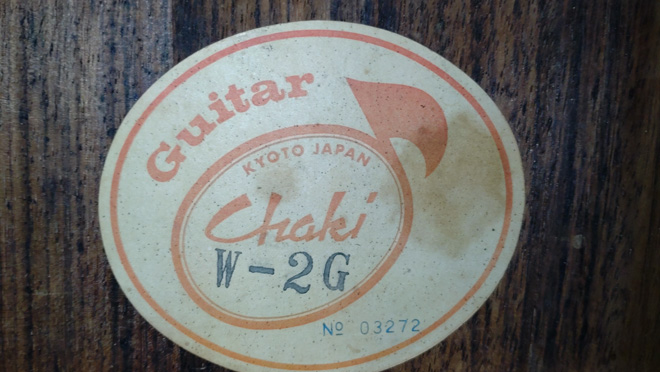 Guitar
KYOTO JAPAN
Chaki
W-2G
Nº 03272